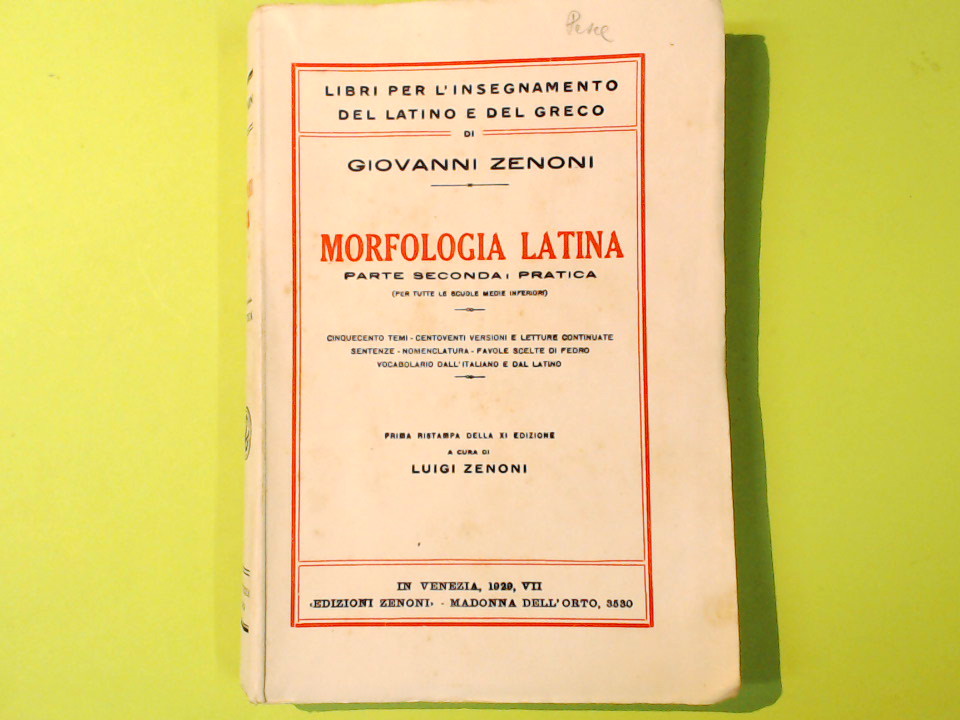 LIBRI PER L'INSEGNAMENTO
DEL LATINO E DEL GRECO
DI
GIOVANNI ZENONI
MORFOLOGIA LATINA
PARTE SECONDA: PRATICA
(PER TUTTE LE SCUOLE MEDIE INFERIORI)
CINQUECENTO TEMI - CENTOVENTI VERSIONI E LETTURE CONTINUATE
SENTENZE - NOMENCLATURA - FAVOLE SCELTE DI FEDRO
VOCABOLARIO DALL'ITALIANO E DAL LATINO
PRIMA RISTAMPA DELLA XI EDIZIONE
A CURA DI
LUIGI ZENONI
IN VENEZIA, 1929, VII
«EDIZIONI ZENONI» - MADONNA DELL'ORTO, 3530